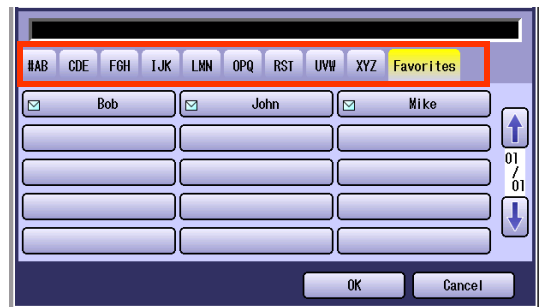 #AB CDE FGH IJK LMN OPQ RST UVW XYZ Favorites
Bob John Mike
01
/
01
OK Cancel